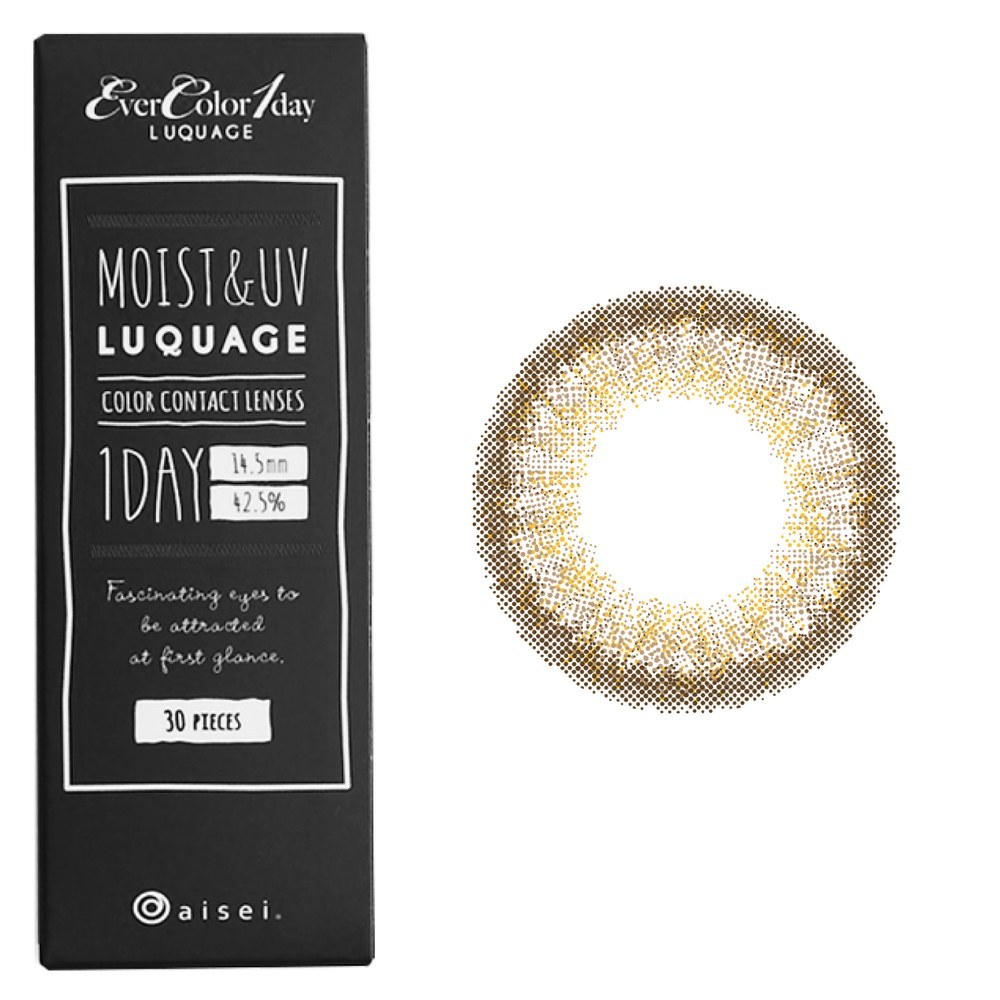 EverColor1day
LUQUAGE
MOIST&UV
LUQUAGE
COLOR CONTACT LENSES
1DAY
14.5mm
42.5%
Fascinating eyes to
be attracted
at first glance.
30 PIECES
aisei.